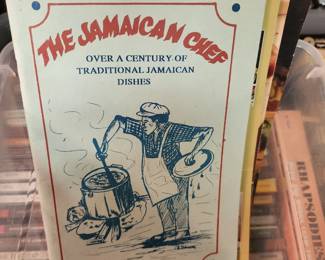 THE JAMAICAN CHEF
OVER A CENTURY OF
TRADITIONAL JAMAICAN
DISHES
RHAPSODIES